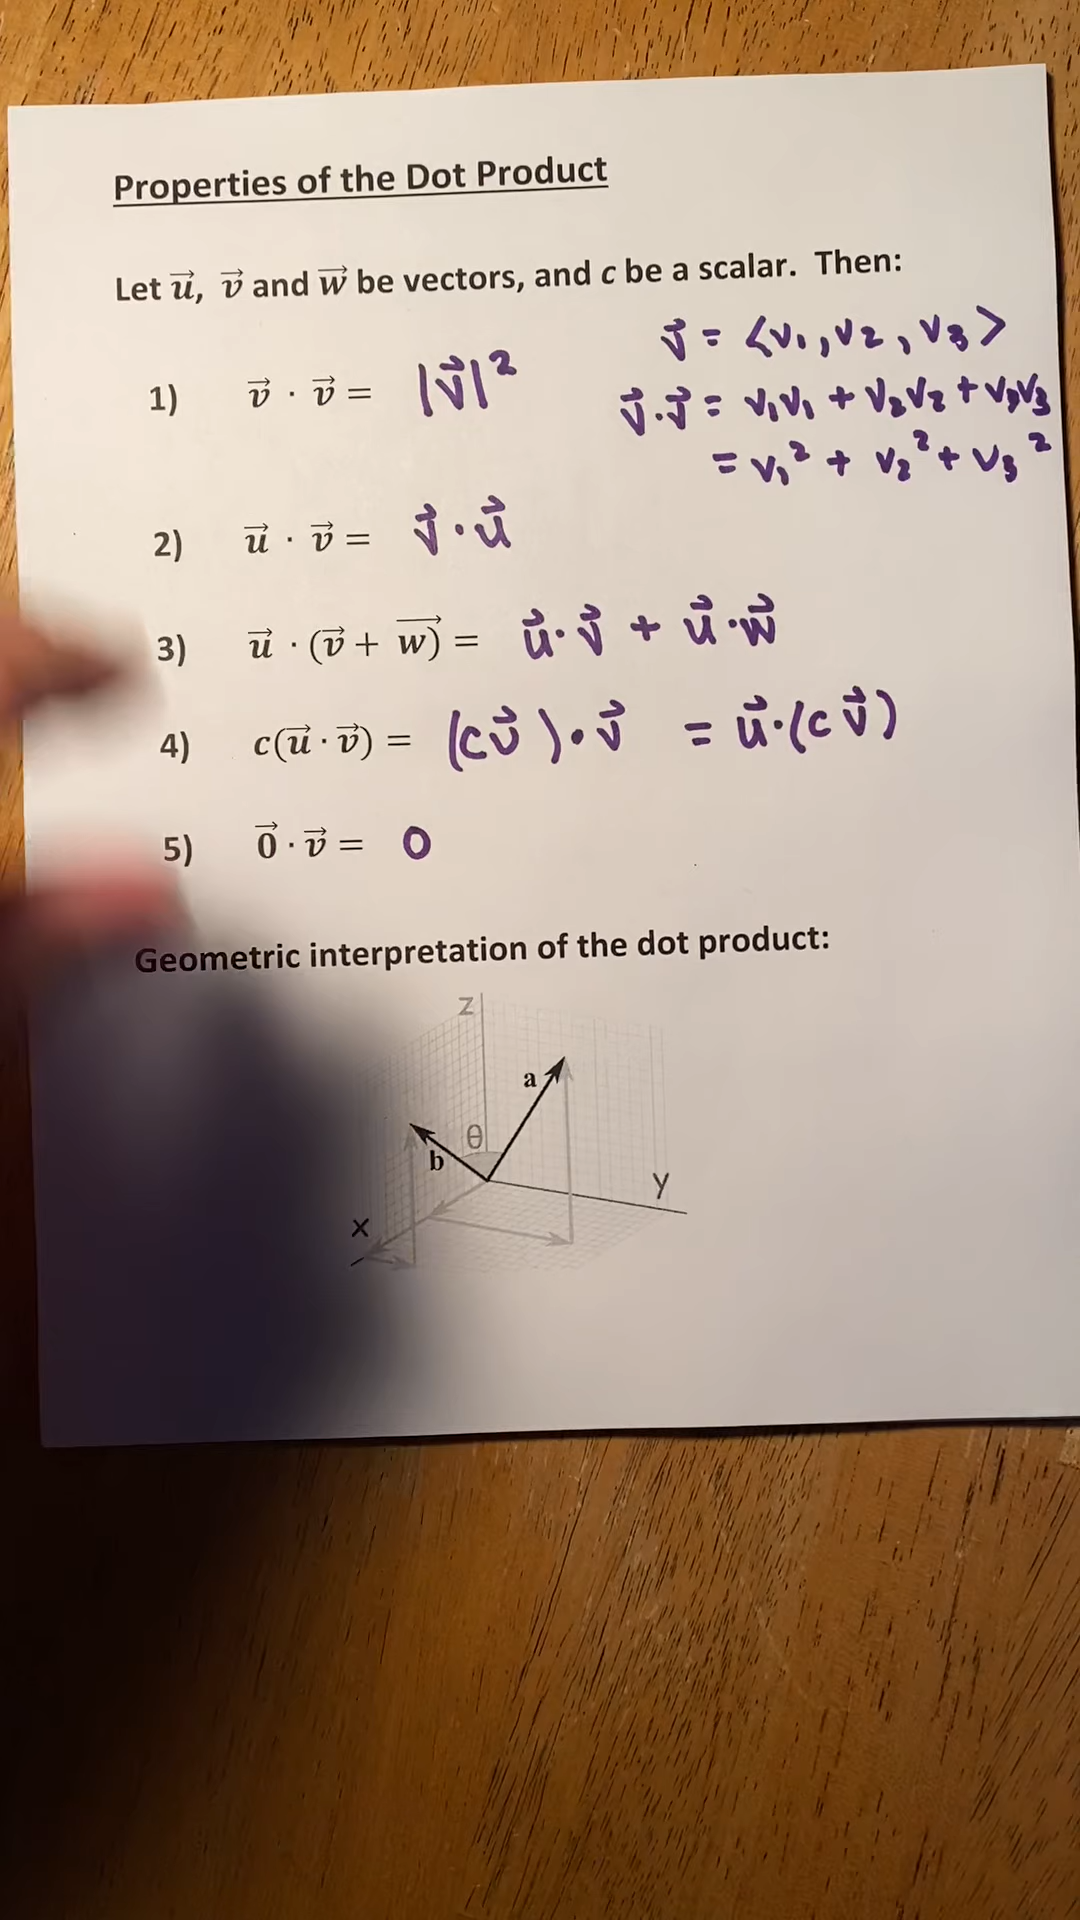 Properties of the Dot Product
Let u⃗, v⃗ and w⃗ be vectors, and c be a scalar. Then:
v⃗ = <v₁, v₂, v₃>
1) v⃗ · v⃗ = |v⃗|²
v⃗·v⃗ = v₁v₁ + v₂v₂ + v₃v₃
= v₁² + v₂² + v₃²
2) u⃗ · v⃗ = v⃗ · u⃗
3) u⃗ · (v⃗ + w⃗) = u⃗·v⃗ + u⃗·w⃗
4) c(u⃗ · v⃗) = (cu⃗)·v⃗ = u⃗·(cv⃗)
5) 0⃗ · v⃗ = 0
Geometric interpretation of the dot product:
z
a
θ
b
y
x